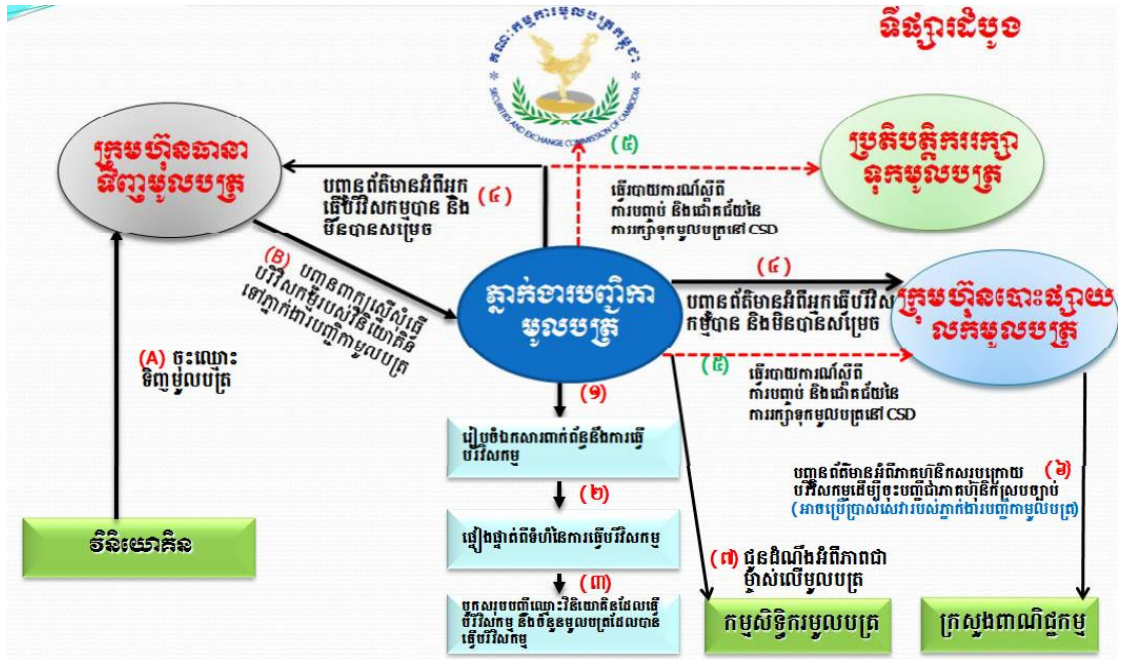 ទីផ្សារដំបូង
គណៈកម្មការមូលបត្រកម្ពុជា
SECURITIES AND EXCHANGE COMMISSION OF CAMBODIA
ក្រុមហ៊ុនធានា
ទិញមូលបត្រ
ប្រតិបត្តិកររក្សា
ទុកមូលបត្រ
(៥)
(៤)
បញ្ជូនព័ត៌មានអំពីអ្នក
ធ្វើបរិវិសកម្មបាន និង
មិនបានសម្រេច
ធ្វើរបាយការណ៍ស្តីពី
ការបញ្ចប់ និងជោគជ័យនៃ
ការរក្សាទុកមូលបត្រនៅ CSD
(B) បញ្ជូនពាក្យស្នើសុំធ្វើ
បរិវិសកម្មរបស់វិនិយោគិន
ទៅភ្នាក់ងារបញ្ជិកាមូលបត្រ
ភ្នាក់ងារបញ្ជិកា
មូលបត្រ
(៤)
បញ្ជូនព័ត៌មានអំពីអ្នកធ្វើបរិវិស
កម្មបាន និងមិនបានសម្រេច
ក្រុមហ៊ុនបោះផ្សាយ
លក់មូលបត្រ
(៥)
ធ្វើរបាយការណ៍ស្តីពី
ការបញ្ចប់ និងជោគជ័យនៃ
ការរក្សាទុកមូលបត្រនៅ CSD
(A) ចុះឈ្មោះ
ទិញមូលបត្រ
(១)
រៀបចំឯកសារពាក់ព័ន្ធនឹងការធ្វើ
បរិវិសកម្ម
(២)
ផ្ទៀងផ្ទាត់ពីទំហំនៃការធ្វើបរិវិសកម្ម
(៣)
បូកសរុបបញ្ជីឈ្មោះវិនិយោគិនដែលធ្វើ
បរិវិសកម្ម និងចំនួនមូលបត្រដែលបាន
ធ្វើបរិវិសកម្ម
វិនិយោគិន
បញ្ជូនព័ត៌មានអំពីភាគហ៊ុនិកសរុបក្រោយ (៦)
បរិវិសកម្មដើម្បីចុះបញ្ជីជាភាគហ៊ុនិកស្របច្បាប់
(អាចប្រើប្រាស់សេវារបស់ភ្នាក់ងារបញ្ជីកាមូលបត្រ)
(៧) ជូនដំណឹងអំពីភាពជា
ម្ចាស់លើមូលបត្រ
កម្មសិទ្ធិករមូលបត្រ
ក្រសួងពាណិជ្ជកម្ម